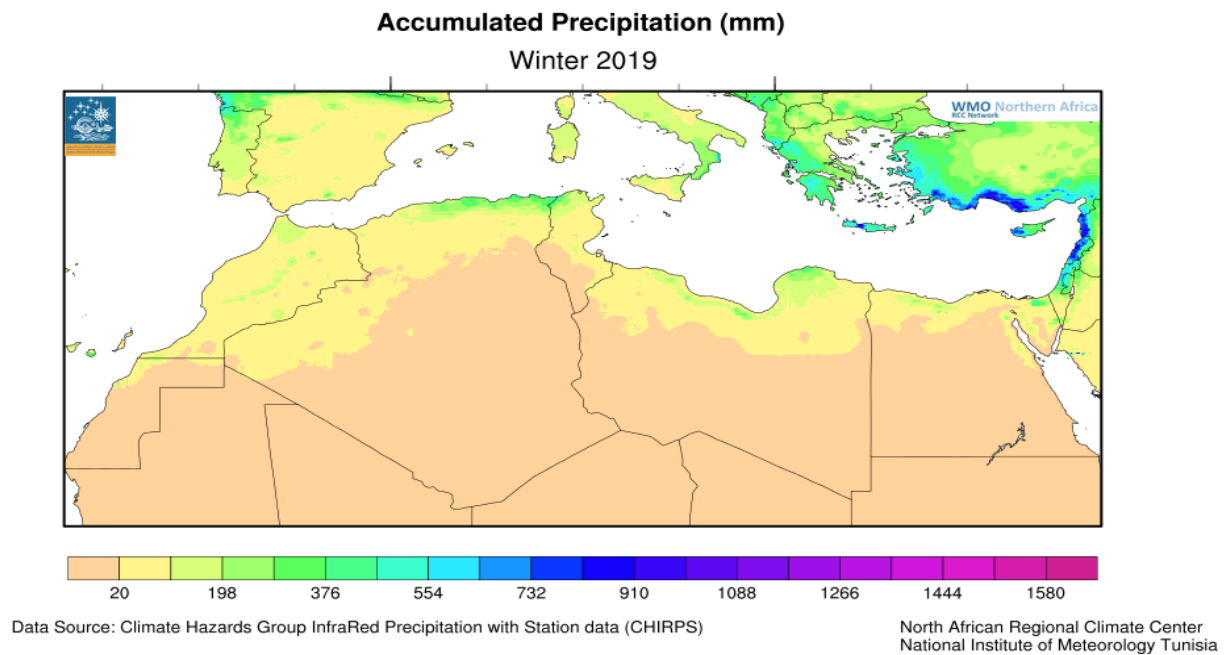 Accumulated Precipitation (mm)
Winter 2019
WMO Northern Africa
RCC Network
20 198 376 554 732 910 1088 1266 1444 1580
Data Source: Climate Hazards Group InfraRed Precipitation with Station data (CHIRPS)
North African Regional Climate Center
National Institute of Meteorology Tunisia